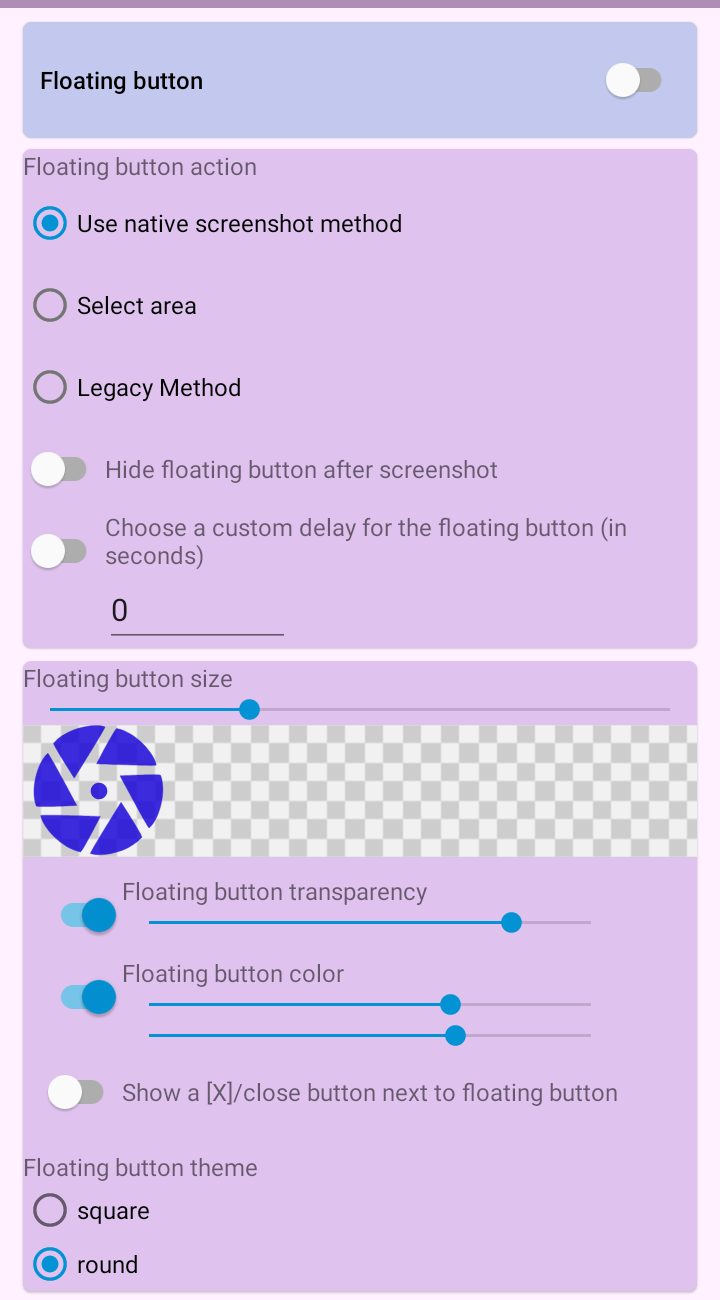 Floating button
Floating button action
Use native screenshot method
Select area
Legacy Method
Hide floating button after screenshot
Choose a custom delay for the floating button (in
seconds)
0
Floating button size
Floating button transparency
Floating button color
Show a [X]/close button next to floating button
Floating button theme
square
round